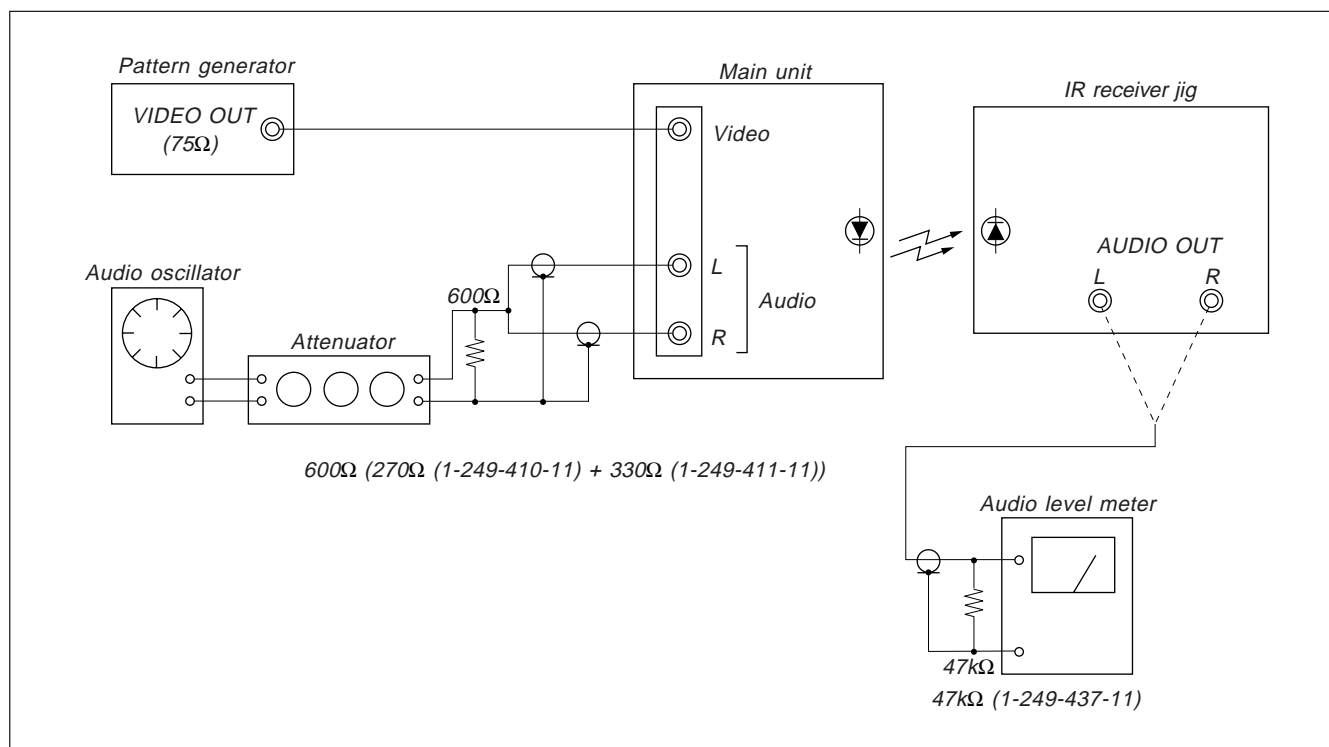 Pattern generator
VIDEO OUT
(75Ω)
Main unit
Video
L
R
Audio
IR receiver jig
AUDIO OUT
L R
Audio oscillator
Attenuator
600Ω
600Ω (270Ω (1-249-410-11) + 330Ω (1-249-411-11))
Audio level meter
47kΩ
47kΩ (1-249-437-11)